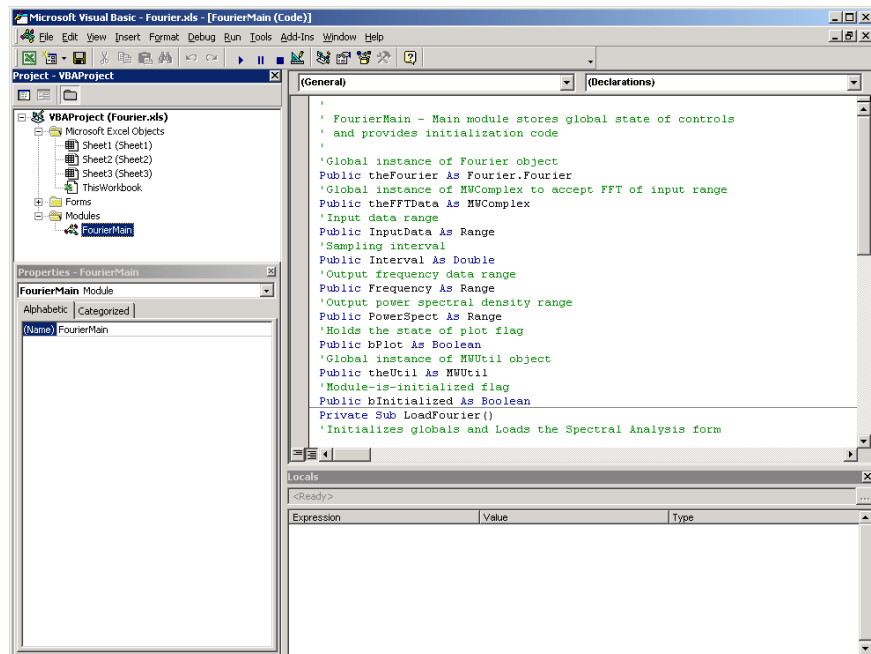 Microsoft Visual Basic - Fourier.xls - [FourierMain (Code)]
File Edit View Insert Format Debug Run Tools Add-Ins Window Help
Project - VBAProject
VBAProject (Fourier.xls)
Microsoft Excel Objects
Sheet1 (Sheet1)
Sheet2 (Sheet2)
Sheet3 (Sheet3)
ThisWorkbook
Forms
Modules
FourierMain
Properties - FourierMain
FourierMain Module
Alphabetic Categorized
(Name) FourierMain
(General) (Declarations)
'
' FourierMain - Main module stores global state of controls
' and provides initialization code
'
'Global instance of Fourier object
Public theFourier As Fourier.Fourier
'Global instance of MWComplex to accept FFT of input range
Public theFFTData As MWComplex
'Input data range
Public InputData As Range
'Sampling interval
Public Interval As Double
'Output frequency data range
Public Frequency As Range
'Output power spectral density range
Public PowerSpect As Range
'Holds the state of plot flag
Public bPlot As Boolean
'Global instance of MWUtil object
Public theUtil As MWUtil
'Module-is-initialized flag
Public bInitialized As Boolean
Private Sub LoadFourier()
'Initializes globals and Loads the Spectral Analysis form
Locals
<Ready>
...
Expression Value Type